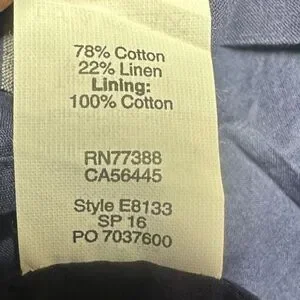 78% Cotton
22% Linen
Lining:
100% Cotton
RN77388
CA56445
Style E8133
SP 16
PO 7037600